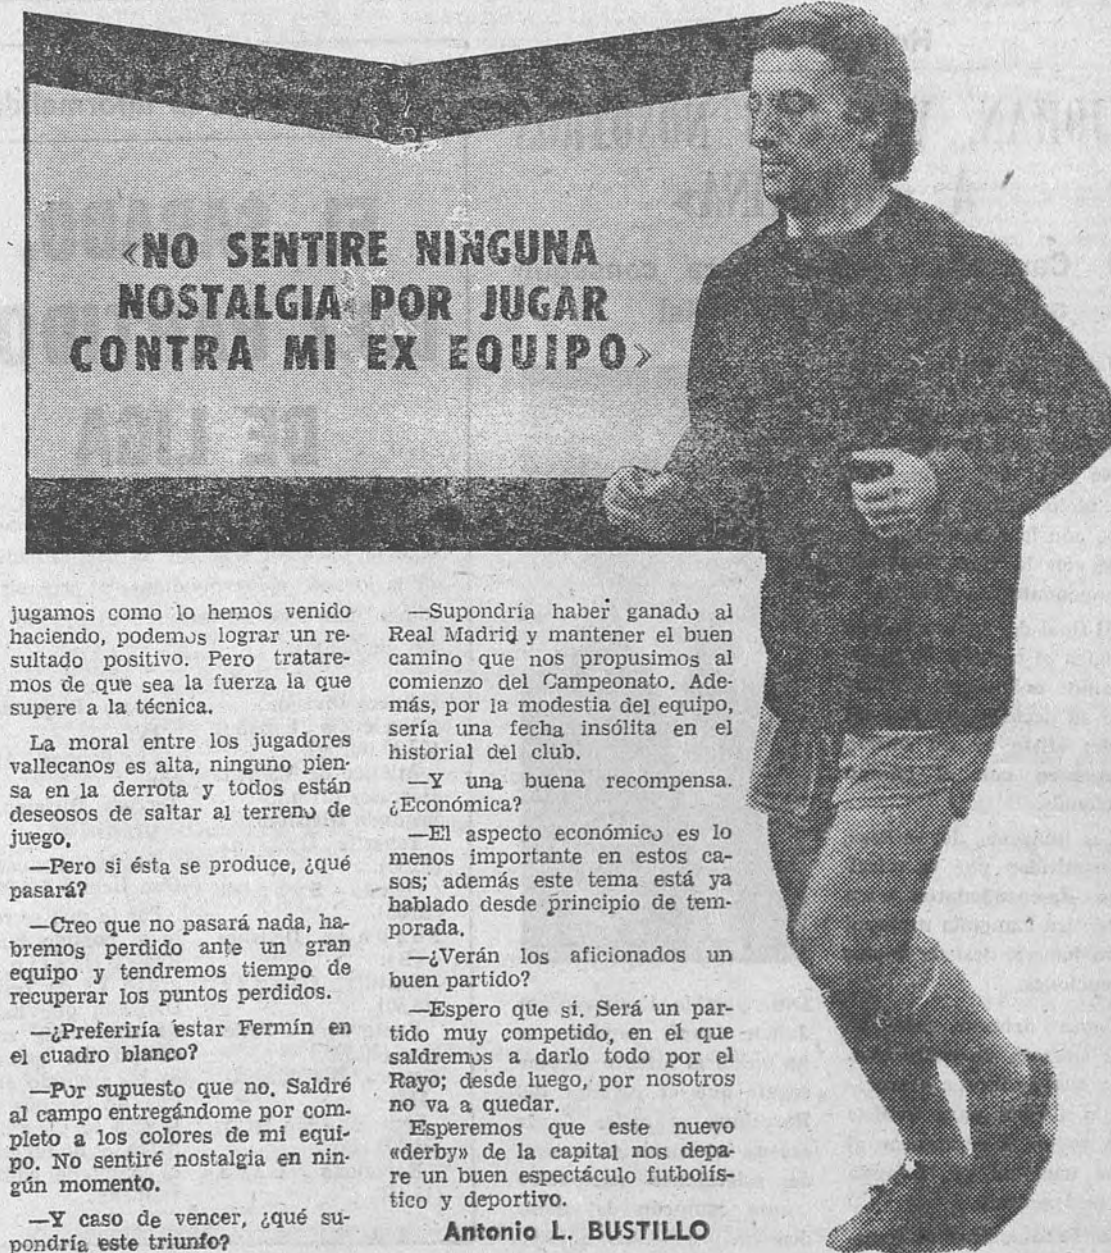 «NO SENTIRE NINGUNA
NOSTALGIA POR JUGAR
CONTRA MI EX EQUIPO»
jugamos como lo hemos venido
haciendo, podemos lograr un re-
sultado positivo. Pero tratare-
mos de que sea la fuerza la que
supere a la técnica.
La moral entre los jugadores
vallecanos es alta, ninguno pien-
sa en la derrota y todos están
deseosos de saltar al terreno de
juego.
—Pero si ésta se produce, ¿qué
pasará?
—Creo que no pasará nada, ha-
bremos perdido ante un gran
equipo y tendremos tiempo de
recuperar los puntos perdidos.
—¿Preferiría estar Fermín en
el cuadro blanco?
—Por supuesto que no. Saldré
al campo entregándome por com-
pleto a los colores de mi equi-
po. No sentiré nostalgia en nin-
gún momento.
—Y caso de vencer, ¿qué su-
pondría este triunfo?
—Supondría haber ganado al
Real Madrid y mantener el buen
camino que nos propusimos al
comienzo del Campeonato. Ade-
más, por la modestia del equipo,
sería una fecha insólita en el
historial del club.
—Y una buena recompensa.
¿Económica?
—El aspecto económico es lo
menos importante en estos ca-
sos; además este tema está ya
hablado desde principio de tem-
porada.
—¿Verán los aficionados un
buen partido?
—Espero que si. Será un par-
tido muy competido, en el que
saldremos a darlo todo por el
Rayo; desde luego, por nosotros
no va a quedar.
Esperemos que este nuevo
«derby» de la capital nos depa-
re un buen espectáculo futbolís-
tico y deportivo.
Antonio L. BUSTILLO